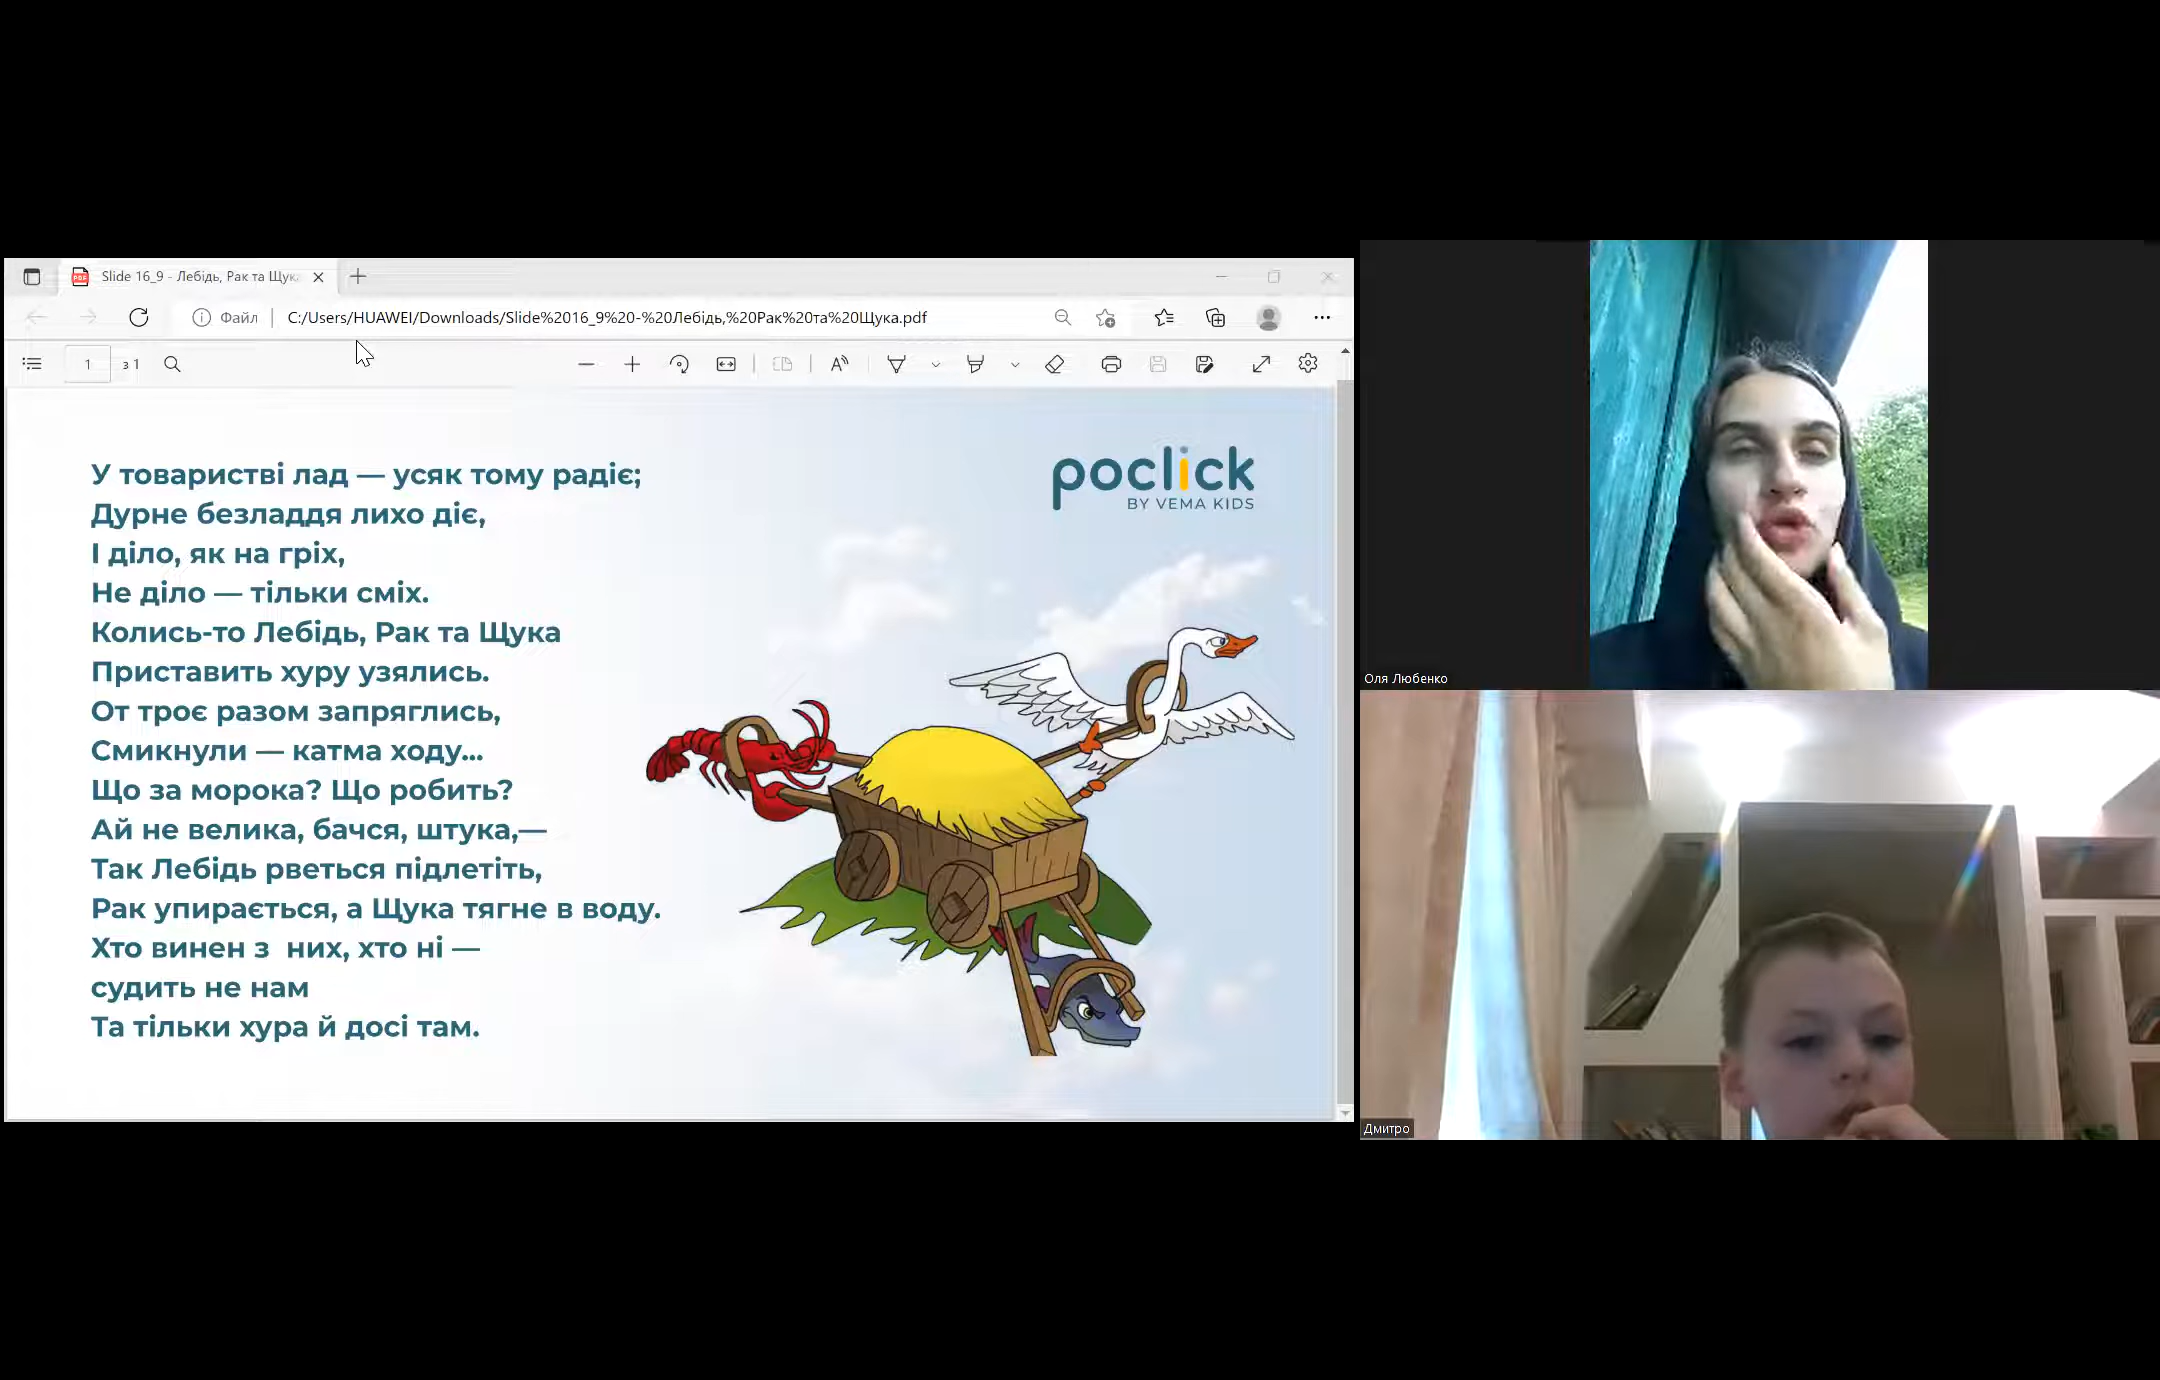 Slide 16_9 - Лебідь, Рак та Щук
Файл
C:/Users/HUAWEI/Downloads/Slide%2016_9%20-%20Лебідь,%20Рак%20та%20Щука.pdf
1 з 1
У товаристві лад — усяк тому радіє;
Дурне безладдя лихо діє,
І діло, як на гріх,
Не діло — тільки сміх.
Колись-то Лебідь, Рак та Щука
Приставить хуру узялись.
От троє разом запряглись,
Смикнули — катма ходу...
Що за морока? Що робить?
Ай не велика, бачся, штука,—
Так Лебідь рветься підлетіть,
Рак упирається, а Щука тягне в воду.
Хто винен з  них, хто ні —
судить не нам
Та тільки хура й досі там.
poclick
BY VEMA KIDS
Оля Любенко
Дмитро